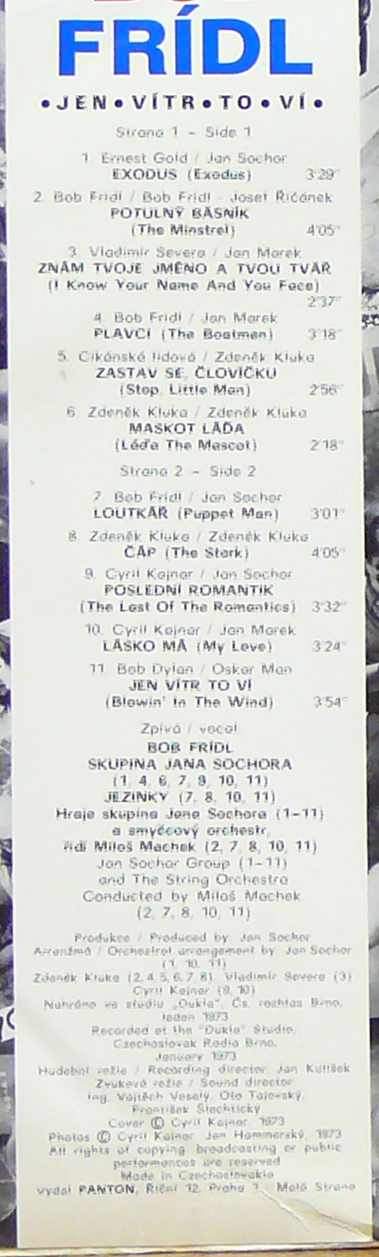 BOB
FRÍDL
•JEN•VÍTR•TO•VÍ•
Strana 1 – Side 1
1. Ernest Gold / Jan Sochor
EXODUS (Exodus) 3'29"
2. Bob Frídl / Bob Frídl - Josef Říčánek
POTULNÝ BÁSNÍK
(The Minstrel) 4'05"
3. Vladimír Severa / Jan Marek
ZNÁM TVOJE JMÉNO A TVOU TVÁŘ
(I Know Your Name And You Face)
2'37"
4. Bob Frídl / Jan Marek
PLAVCI (The Boatmen) 3'18"
5. Cikánská lidová / Zdeněk Kluka
ZASTAV SE, ČLOVÍČKU
(Stop, Little Man) 2'56"
6. Zdeněk Kluka / Zdeněk Kluka
MASKOT LÁĎA
(Láďa The Mascot) 2'18"
Strana 2 – Side 2
7. Bob Frídl / Jan Sochor
LOUTKÁŘ (Puppet Man) 3'01"
8. Zdeněk Kluka / Zdeněk Kluka
ČÁP (The Stork) 4'05"
9. Cyril Kajnar / Jan Sochor
POSLEDNÍ ROMANTIK
(The Last Of The Romantics) 3'32"
10. Cyril Kajnar / Jan Marek
LÁSKO MÁ (My Love) 3'24"
11. Bob Dylan / Oskar Man
JEN VÍTR TO VÍ
(Blowin' In The Wind) 3'54"
Zpívá / vocal
BOB FRÍDL
SKUPINA JANA SOCHORA
(1, 4, 6, 7, 9, 10, 11)
JEZINKY (7, 8, 10, 11)
Hraje skupina Jana Sochora (1–11)
a smyčcový orchestr,
řídí Miloš Machek (2, 7, 8, 10, 11)
Jan Sochor Group (1–11)
and The String Orchestra
Conducted by Miloš Machek
(2, 7, 8, 10, 11)
Produkce / Produced by: Jan Sochor
Aranžmá / Orchestral arrangement by: Jan Sochor
(1, 10, 11)
Zdeněk Kluka (2, 4, 5, 6, 7, 8), Vladimír Severa (3)
Cyril Kajnar (9, 10)
Nahráno ve studiu „Dukla“, Čs. rozhlas Brno,
leden 1973
Recorded at the "Dukla" Studio,
Czechoslovak Radio Brno,
January 1973
Hudební režie / Recording director: Jan Kutílek
Zvuková režie / Sound director
ing. Vojtěch Veselý, Oto Talovský,
František Šlechtický
Cover © Cyril Kajnar, 1973
Photos © Cyril Kajnar, Jan Hammerský, 1973
All rights of copying, broadcasting or public
performances are reserved
Made in Czechoslovakia
Vydal PANTON, Říční 12, Praha 1 - Malá Strana